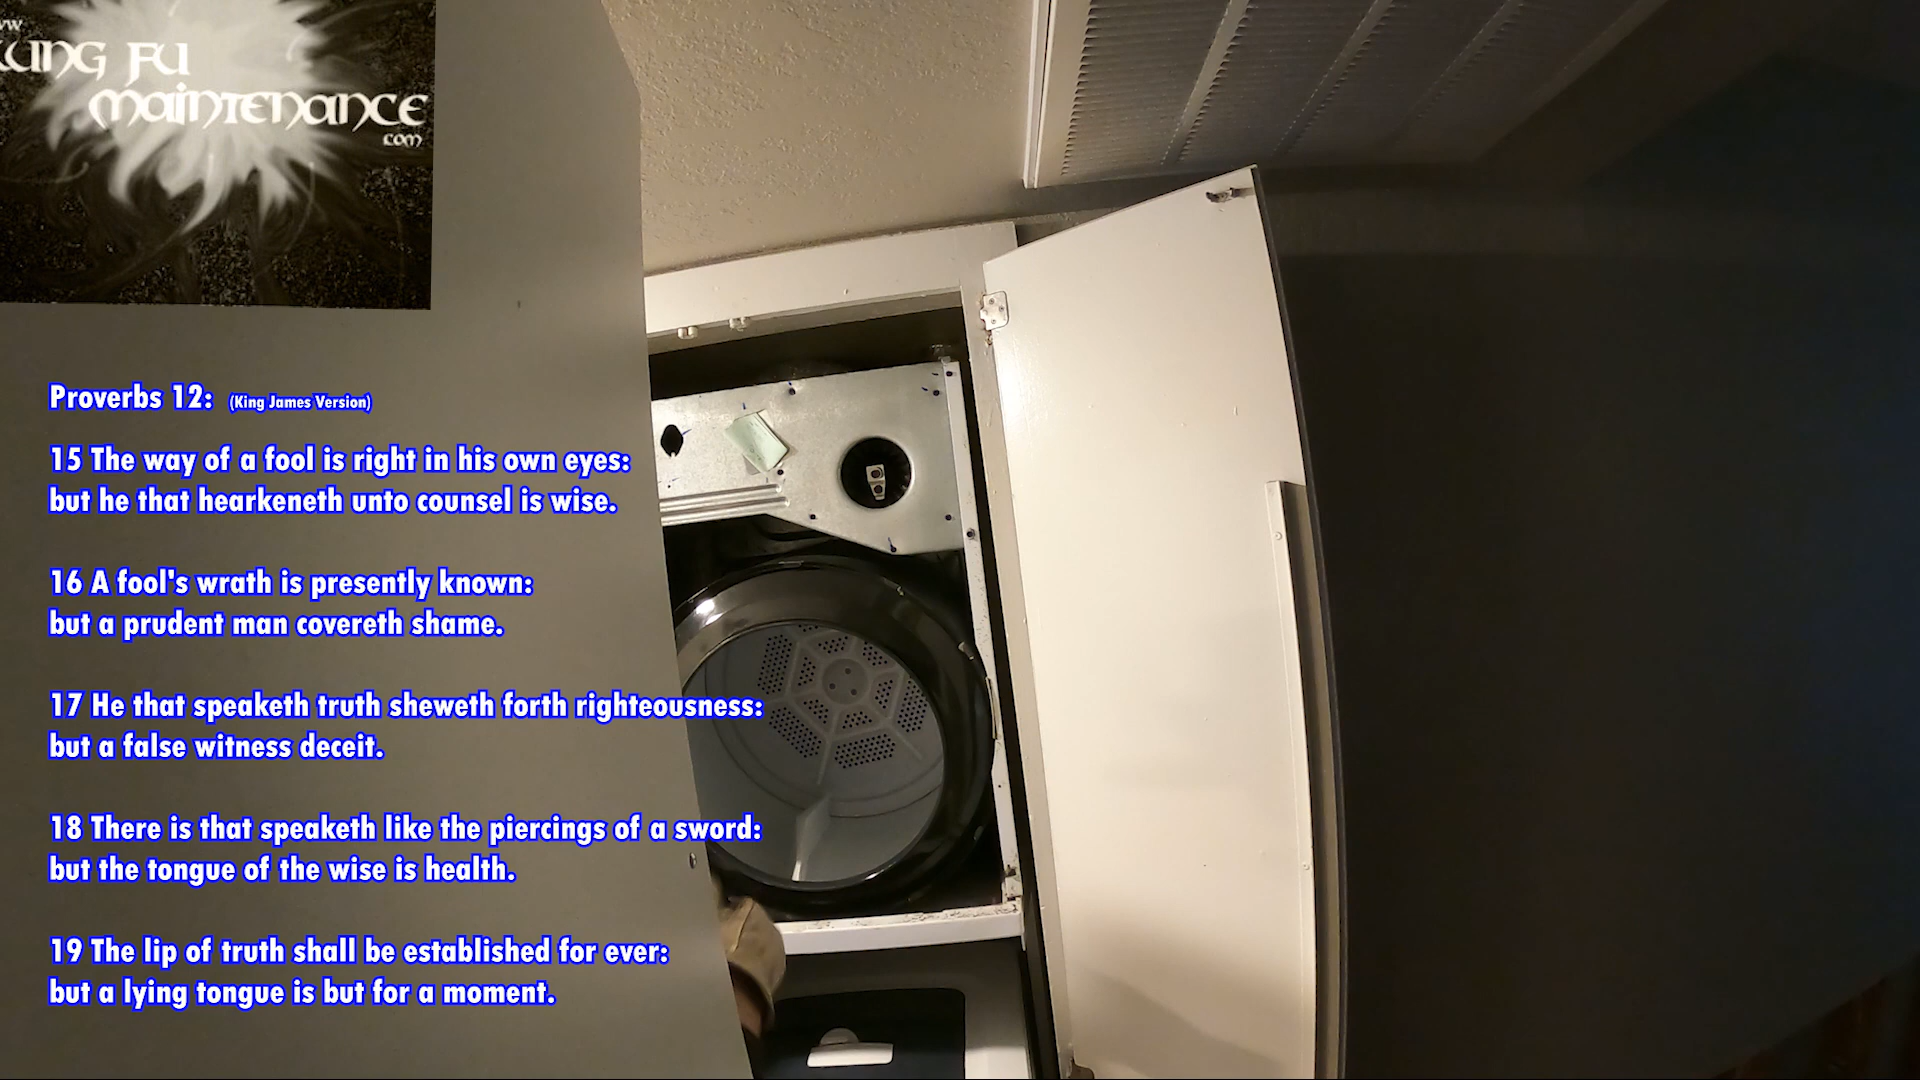 KUNG FU
maintenance
.com
Proverbs 12: (King James Version)
15 The way of a fool is right in his own eyes:
but he that hearkeneth unto counsel is wise.
16 A fool's wrath is presently known:
but a prudent man covereth shame.
17 He that speaketh truth sheweth forth righteousness:
but a false witness deceit.
18 There is that speaketh like the piercings of a sword:
but the tongue of the wise is health.
19 The lip of truth shall be established for ever:
but a lying tongue is but for a moment.